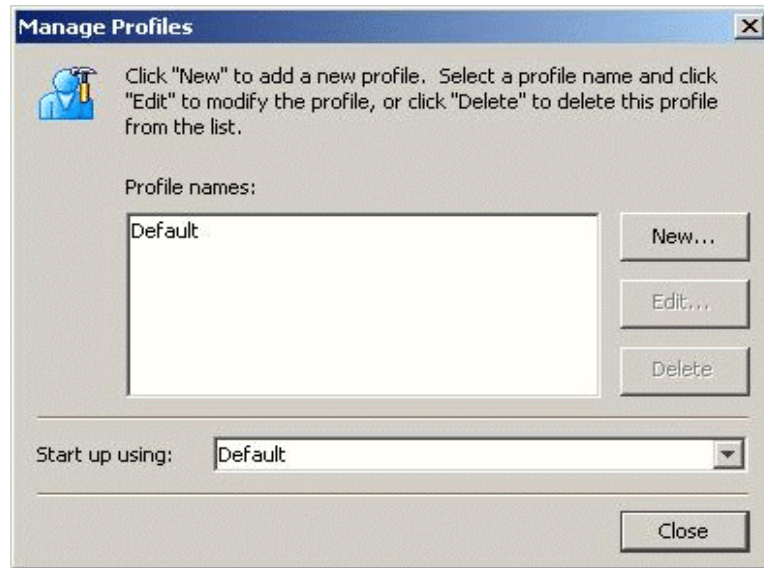 Manage Profiles
Click "New" to add a new profile. Select a profile name and click
"Edit" to modify the profile, or click "Delete" to delete this profile
from the list.
Profile names:
Default
New...
Edit...
Delete
Start up using:
Default
Close